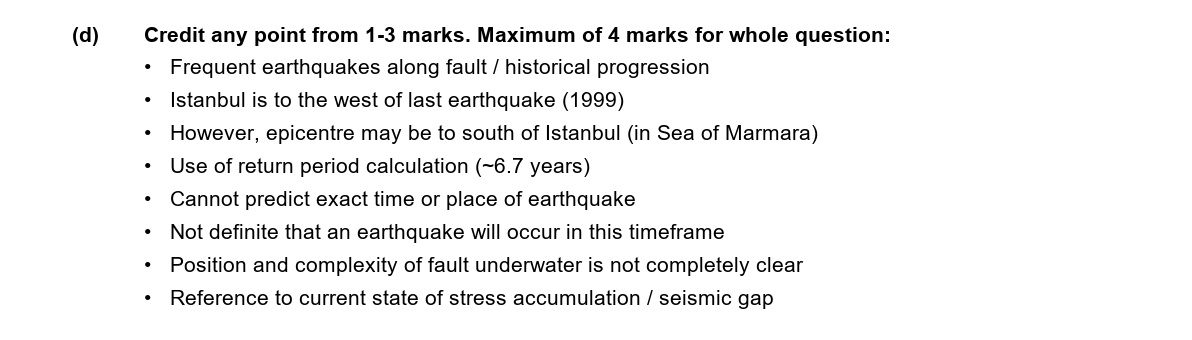 (d) Credit any point from 1-3 marks. Maximum of 4 marks for whole question:
• Frequent earthquakes along fault / historical progression
• Istanbul is to the west of last earthquake (1999)
• However, epicentre may be to south of Istanbul (in Sea of Marmara)
• Use of return period calculation (~6.7 years)
• Cannot predict exact time or place of earthquake
• Not definite that an earthquake will occur in this timeframe
• Position and complexity of fault underwater is not completely clear
• Reference to current state of stress accumulation / seismic gap